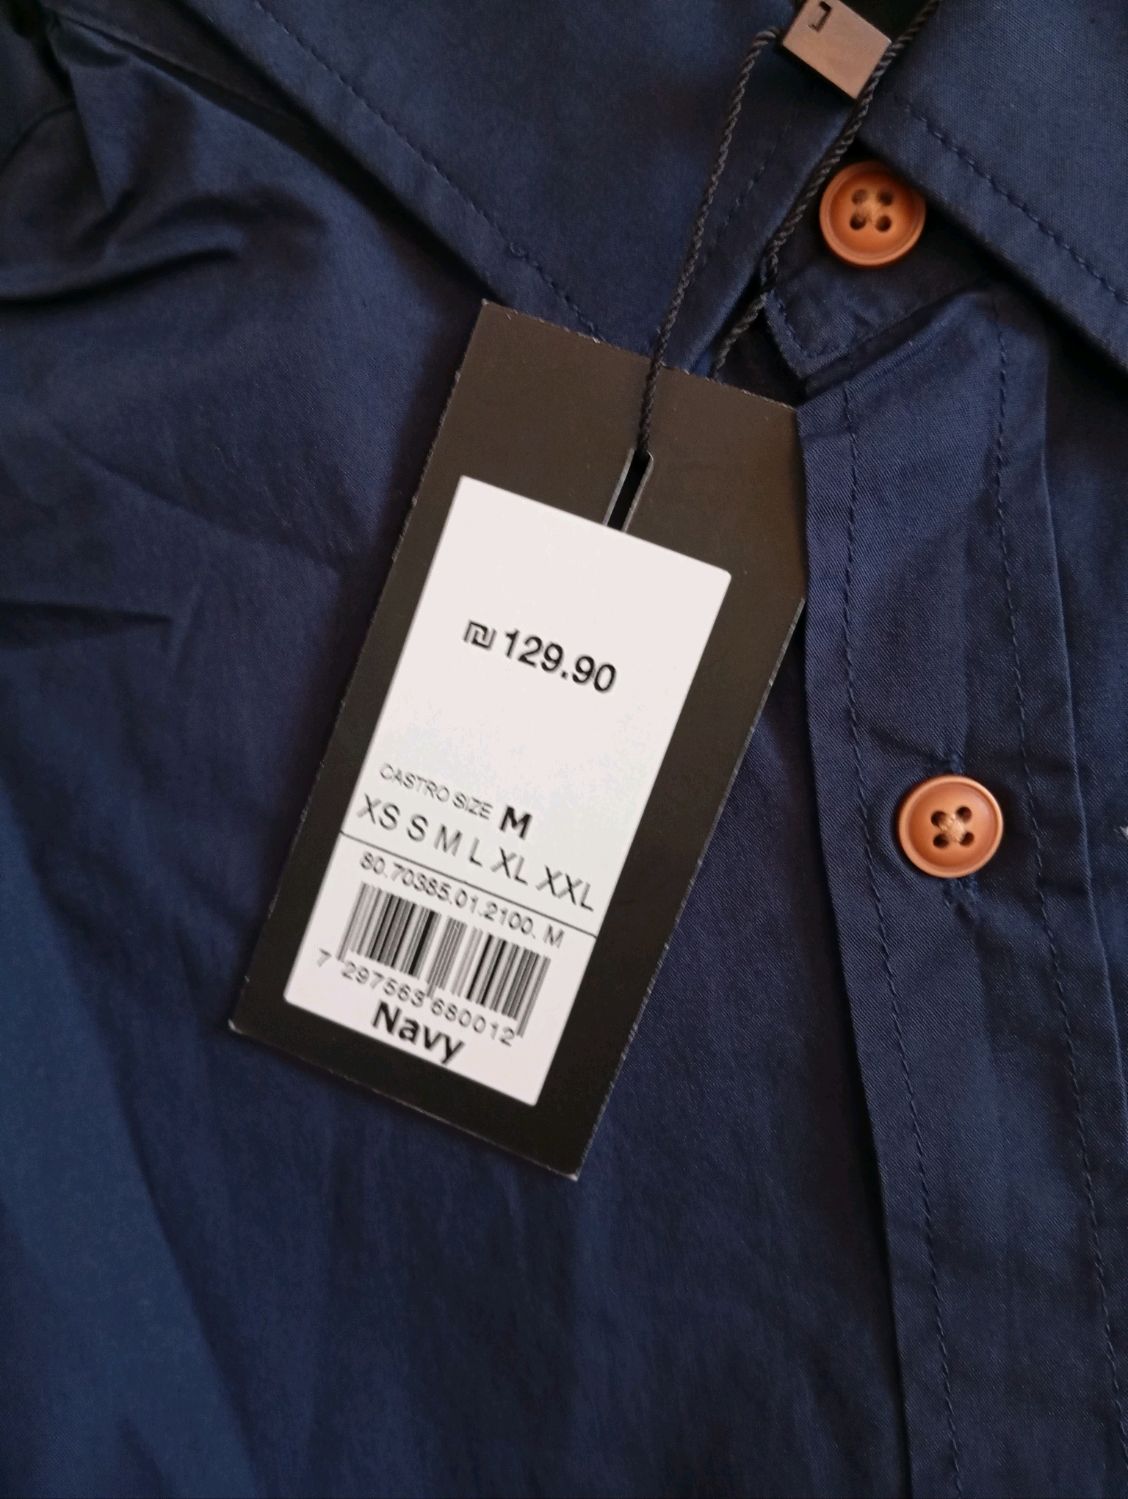 ₪ 129.90
CASTRO SIZE M
XS S M L XL XXL
80.70385.01.2100. M
7 297563 680012
Navy